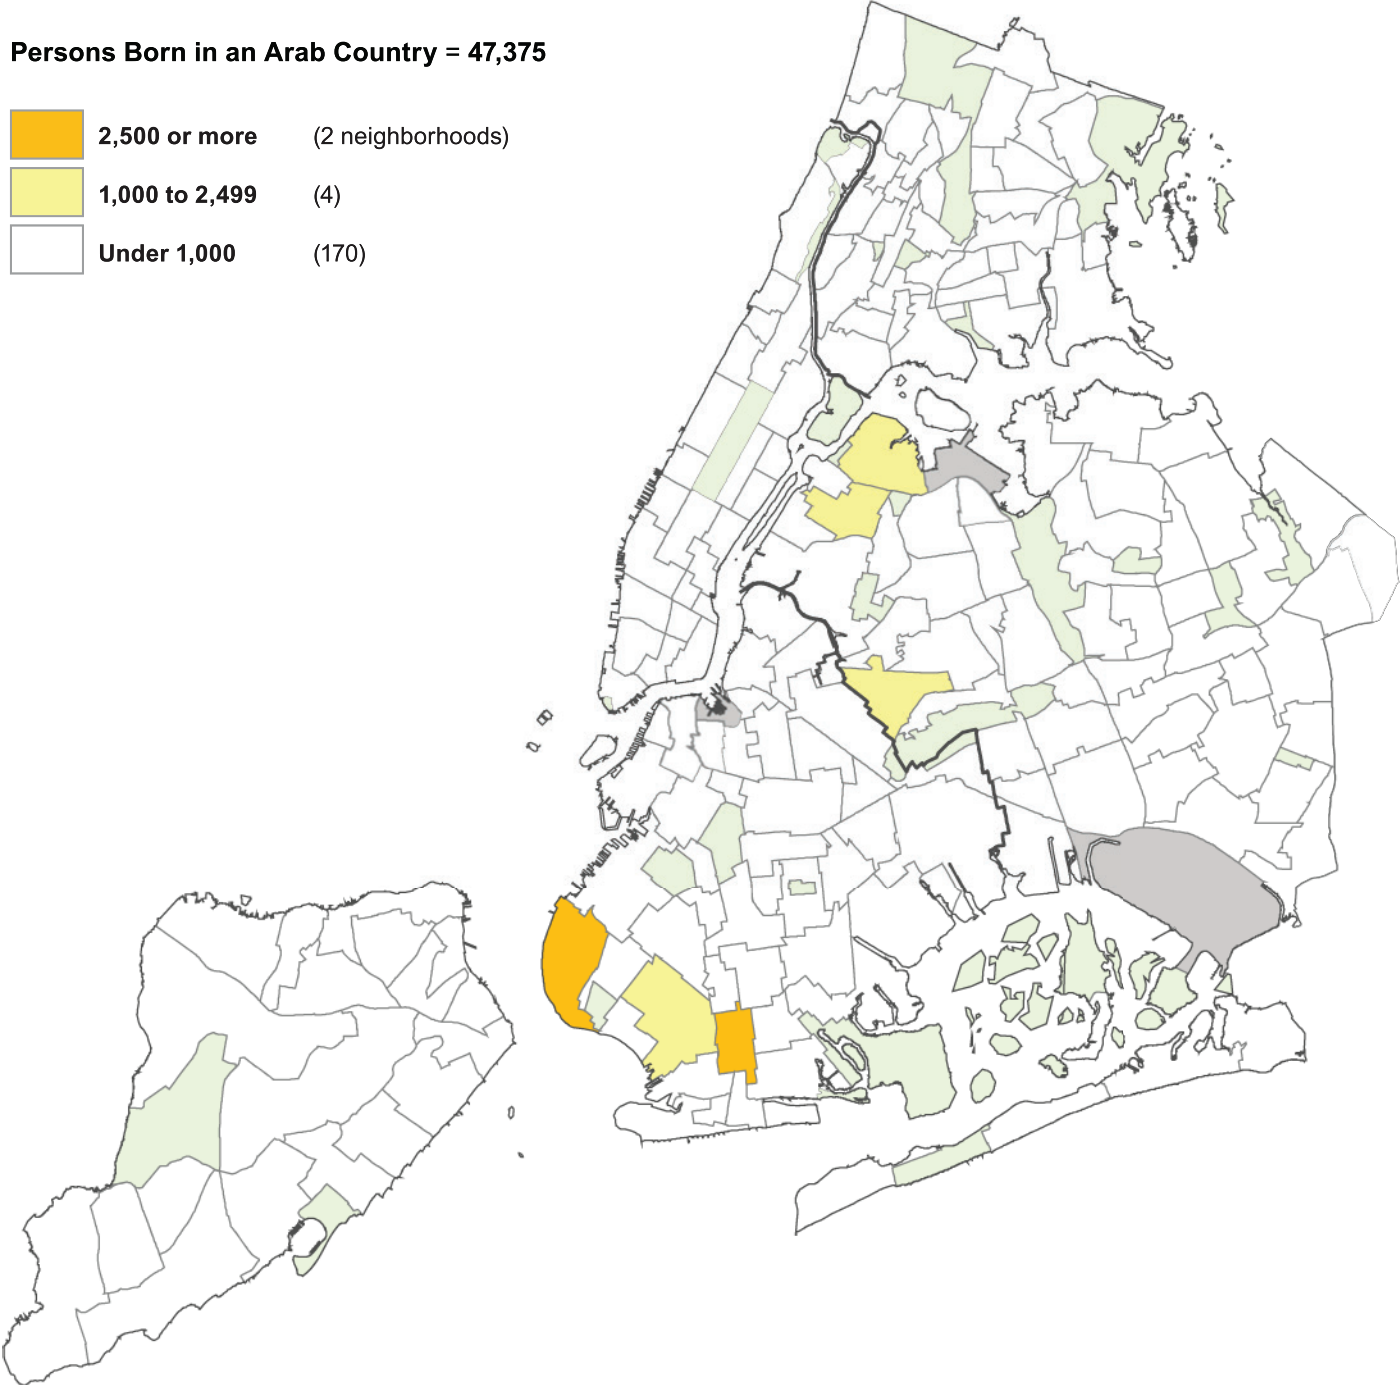 Persons Born in an Arab Country = 47,375
2,500 or more (2 neighborhoods)
1,000 to 2,499 (4)
Under 1,000 (170)